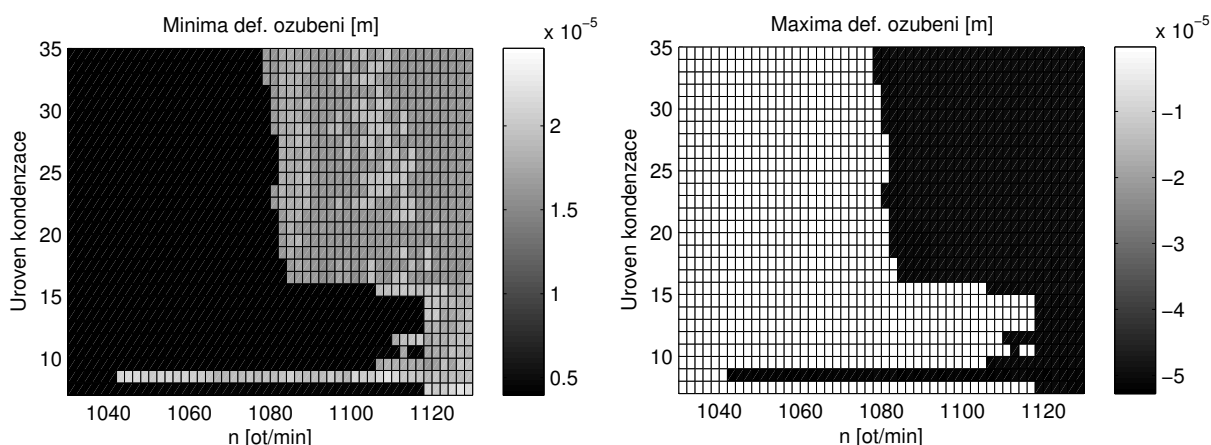 Minima def. ozubeni [m]
x 10⁻⁵
35
30
25
20
15
10
1040 1060 1080 1100 1120
n [ot/min]
Uroven kondenzace
2
1.5
1
0.5
Maxima def. ozubeni [m]
x 10⁻⁵
35
30
25
20
15
10
1040 1060 1080 1100 1120
n [ot/min]
Uroven kondenzace
−1
−2
−3
−4
−5